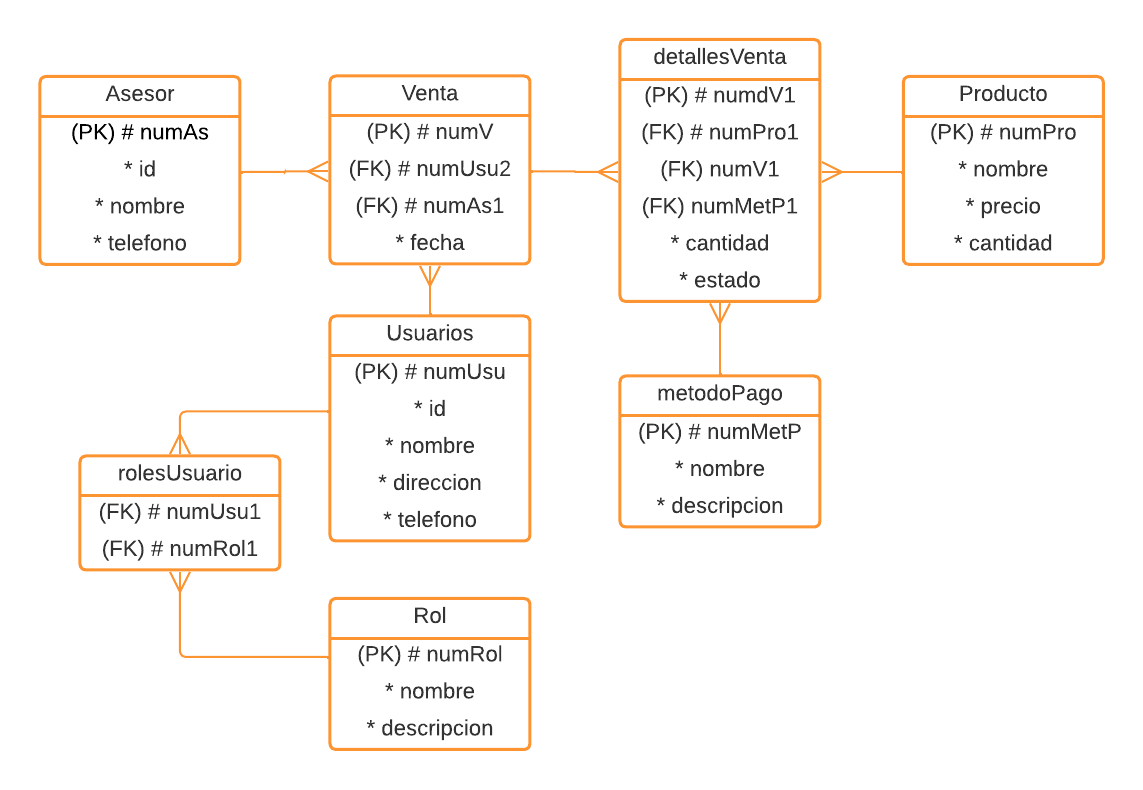 Asesor
(PK) # numAs
* id
* nombre
* telefono
Venta
(PK) # numV
(FK) # numUsu2
(FK) # numAs1
* fecha
detallesVenta
(PK) # numdV1
(FK) # numPro1
(FK) numV1
(FK) numMetP1
* cantidad
* estado
Producto
(PK) # numPro
* nombre
* precio
* cantidad
Usuarios
(PK) # numUsu
* id
* nombre
* direccion
* telefono
metodoPago
(PK) # numMetP
* nombre
* descripcion
rolesUsuario
(FK) # numUsu1
(FK) # numRol1
Rol
(PK) # numRol
* nombre
* descripcion